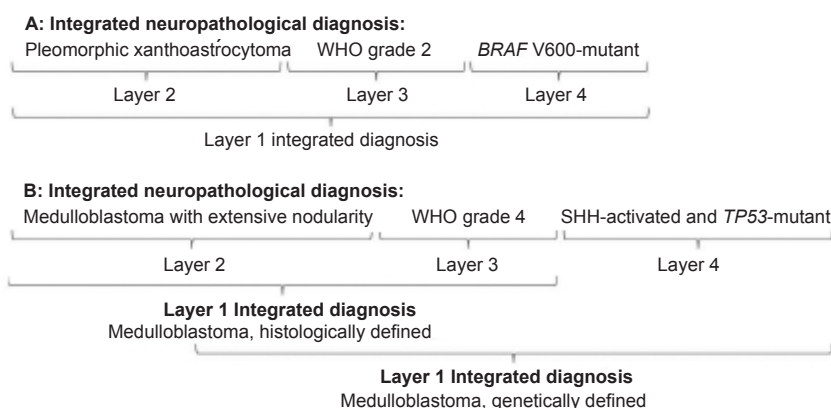 A: Integrated neuropathological diagnosis:
Pleomorphic xanthoastrocytoma WHO grade 2 BRAF V600-mutant
Layer 2 Layer 3 Layer 4
Layer 1 integrated diagnosis
B: Integrated neuropathological diagnosis:
Medulloblastoma with extensive nodularity WHO grade 4 SHH-activated and TP53-mutant
Layer 2 Layer 3 Layer 4
Layer 1 Integrated diagnosis
Medulloblastoma, histologically defined
Layer 1 Integrated diagnosis
Medulloblastoma, genetically defined